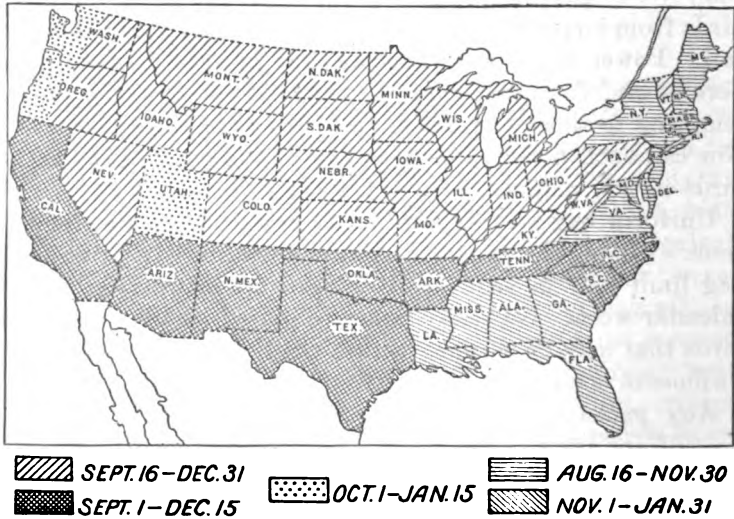 WASH.
MONT.
N.DAK.
MINN.
ME.
OREG.
IDAHO.
S.DAK.
WIS.
MICH.
N.Y.
VT.
MASS.
WYO.
IOWA.
PA.
NEV.
UTAH.
NEBR.
ILL.
IND.
OHIO.
DEL.
CAL.
COLO.
KANS.
MO.
KY.
W.VA.
VA.
ARIZ.
N.MEX.
OKLA.
ARK.
TENN.
N.C.
S.C.
TEX.
LA.
MISS.
ALA.
GA.
FLA.
SEPT.16-DEC.31
SEPT.1-DEC.15
OCT.1-JAN.15
AUG.16-NOV.30
NOV.1-JAN.31